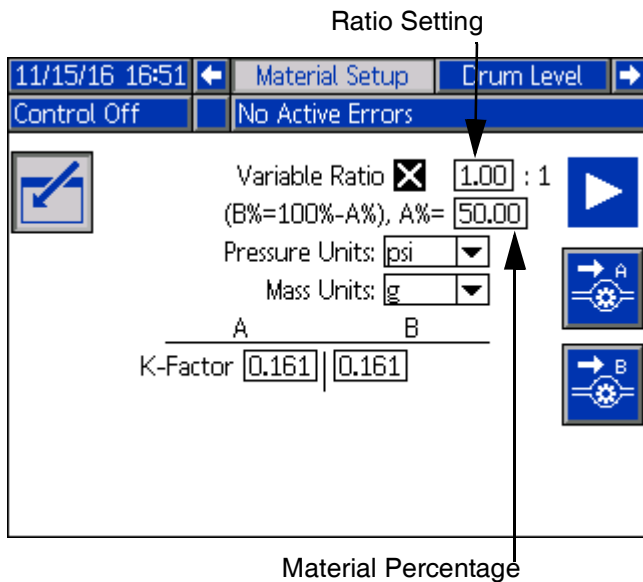 Ratio Setting
11/15/16 16:51 Material Setup Drum Level
Control Off No Active Errors
Variable Ratio 1.00 : 1
(B%=100%-A%), A%= 50.00
Pressure Units: psi
Mass Units: g
A B
K-Factor 0.161 0.161
A
B
Material Percentage